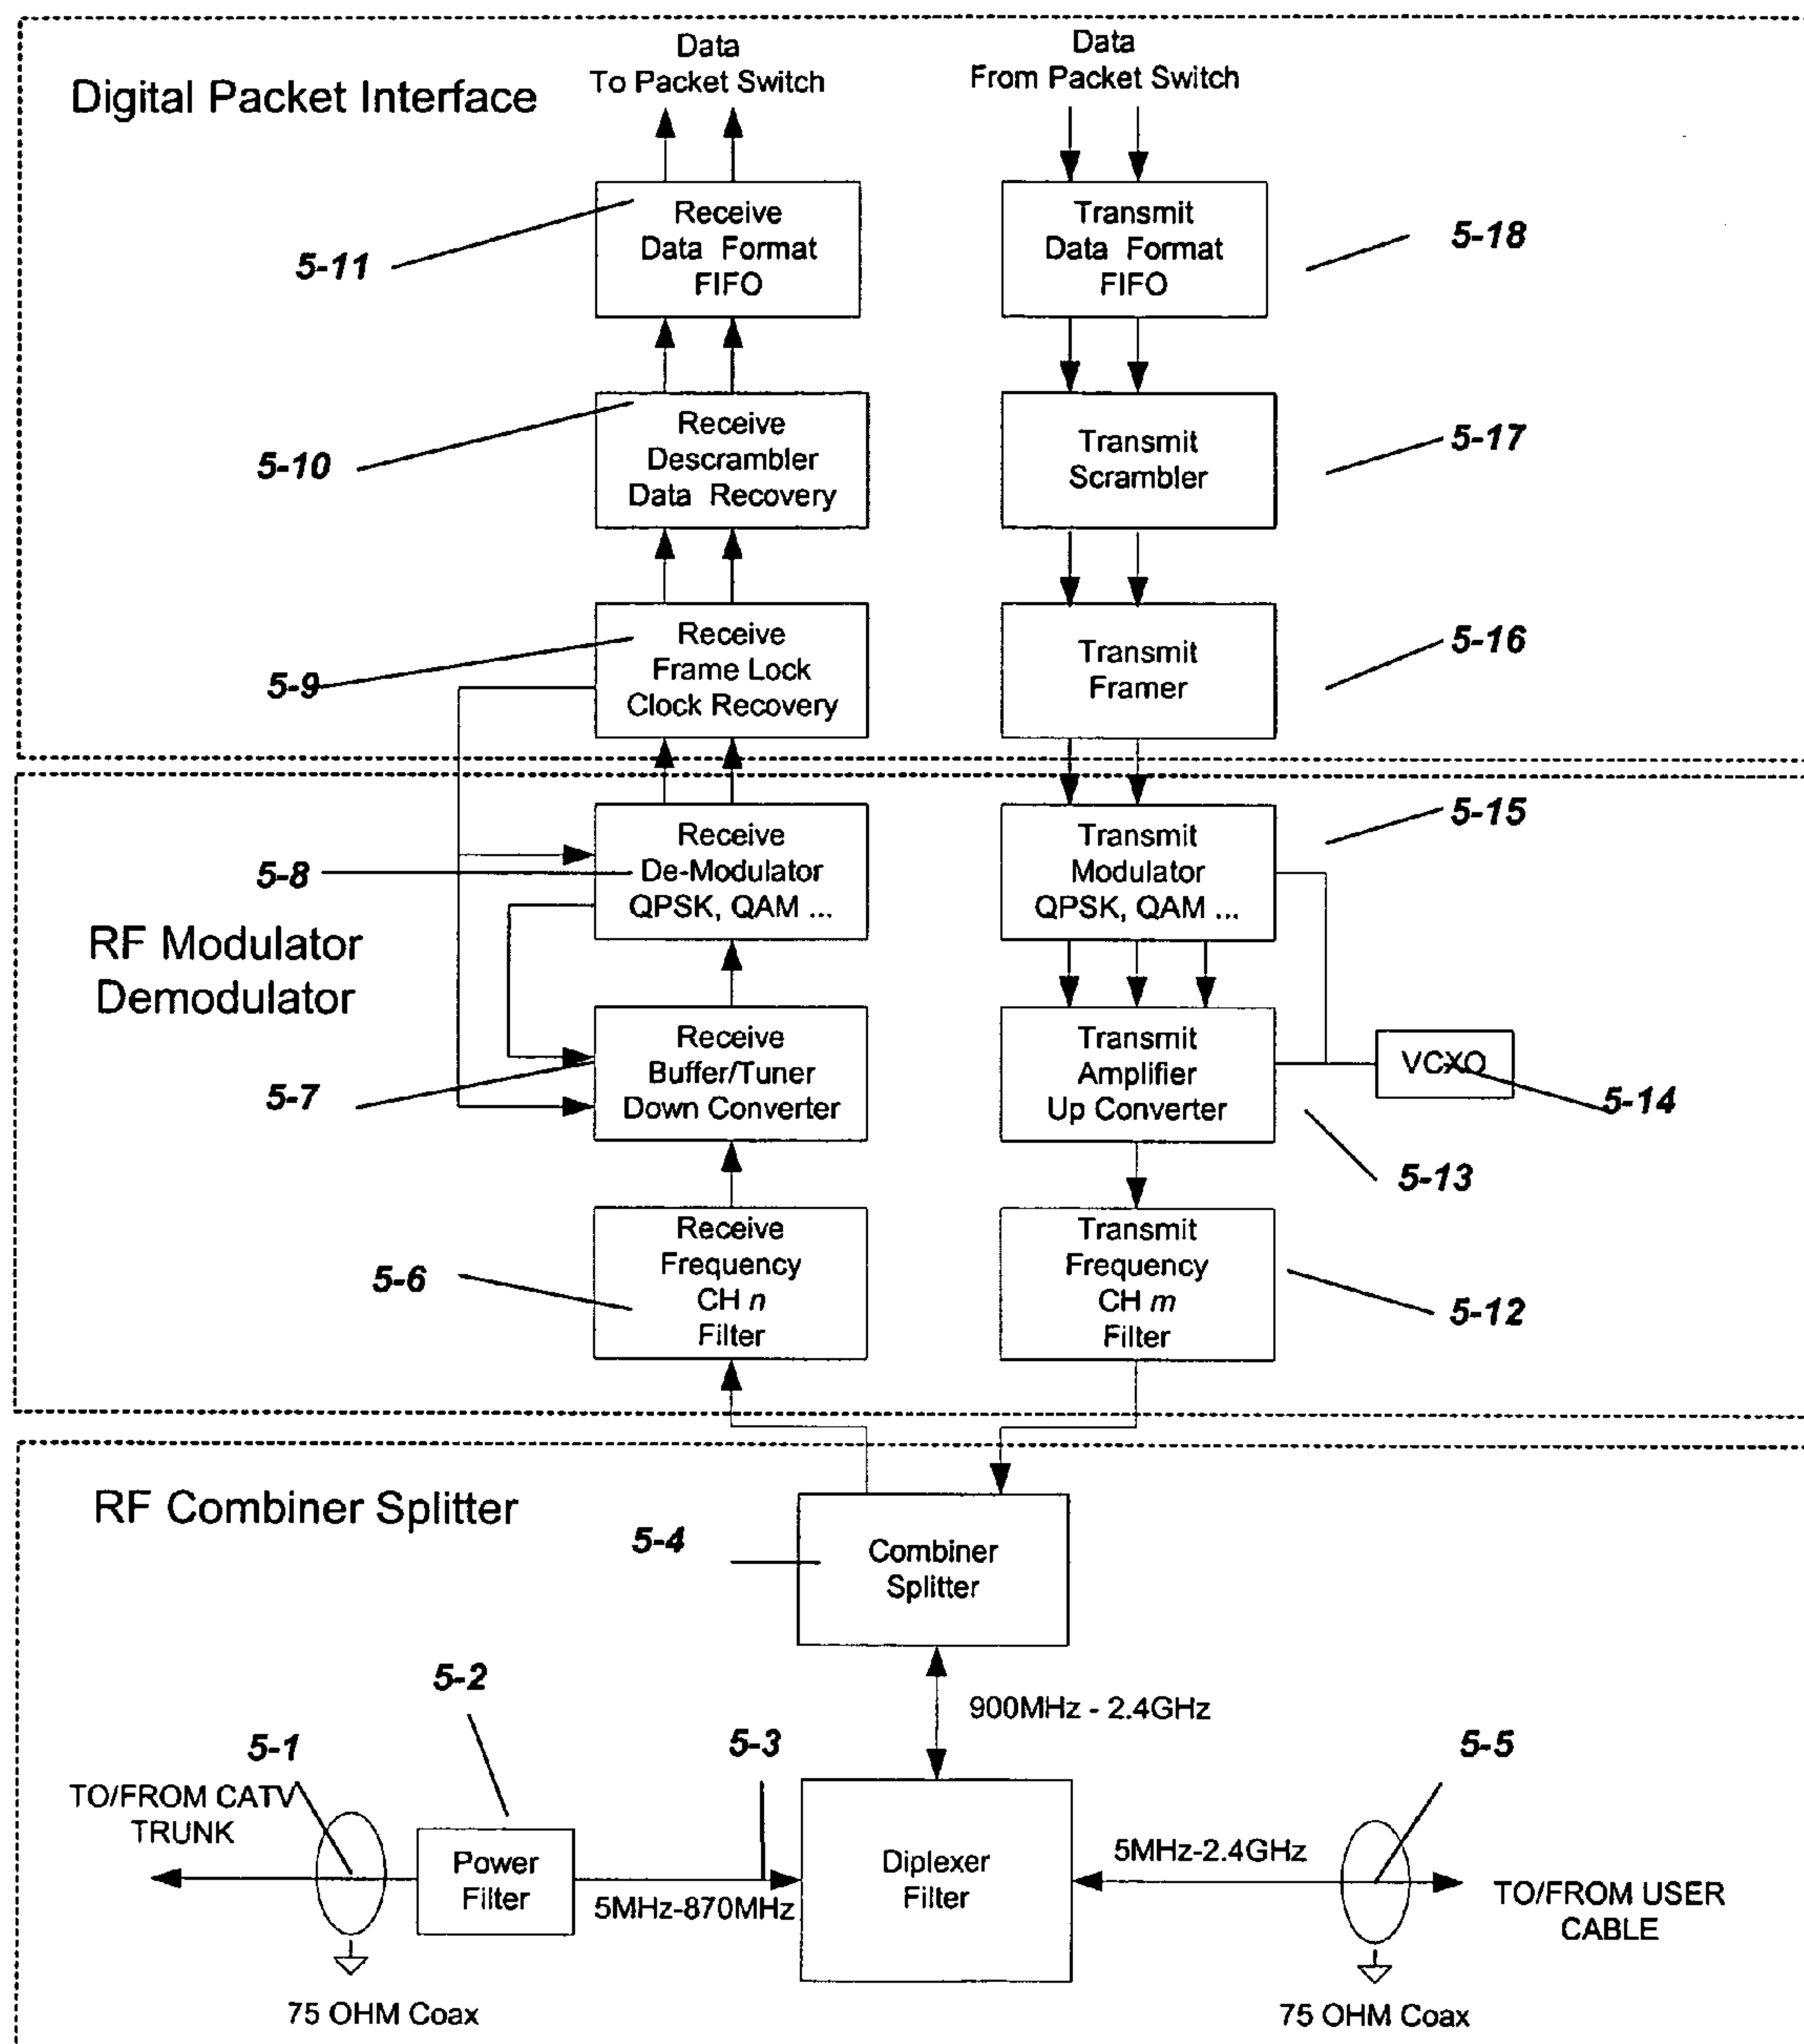 Data
To Packet Switch
Data
From Packet Switch
Digital Packet Interface
Receive
Data Format
FIFO
5-11
Transmit
Data Format
FIFO
5-18
Receive
Descrambler
Data Recovery
5-10
Transmit
Scrambler
5-17
Receive
Frame Lock
Clock Recovery
5-9
Transmit
Framer
5-16
RF Modulator
Demodulator
Receive
De-Modulator
QPSK, QAM ...
5-8
Transmit
Modulator
QPSK, QAM ...
5-15
Receive
Buffer/Tuner
Down Converter
5-7
Transmit
Amplifier
Up Converter
5-13
VCXO
5-14
Receive
Frequency
CH n
Filter
5-6
Transmit
Frequency
CH m
Filter
5-12
RF Combiner Splitter
5-4
Combiner
Splitter
900MHz - 2.4GHz
5-1
5-2
5-3
5-5
TO/FROM CATV
TRUNK
Power
Filter
5MHz-870MHz
Diplexer
Filter
5MHz-2.4GHz
TO/FROM USER
CABLE
75 OHM Coax
75 OHM Coax